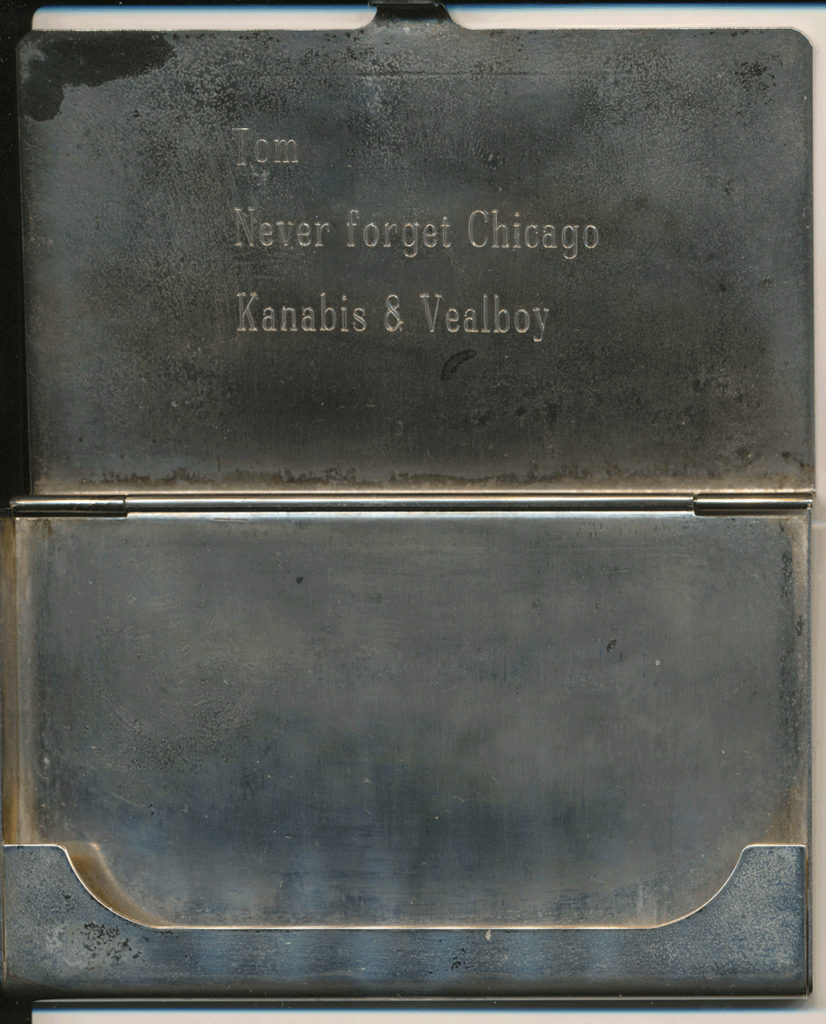 Tom
Never forget Chicago
Kanabis & Vealboy